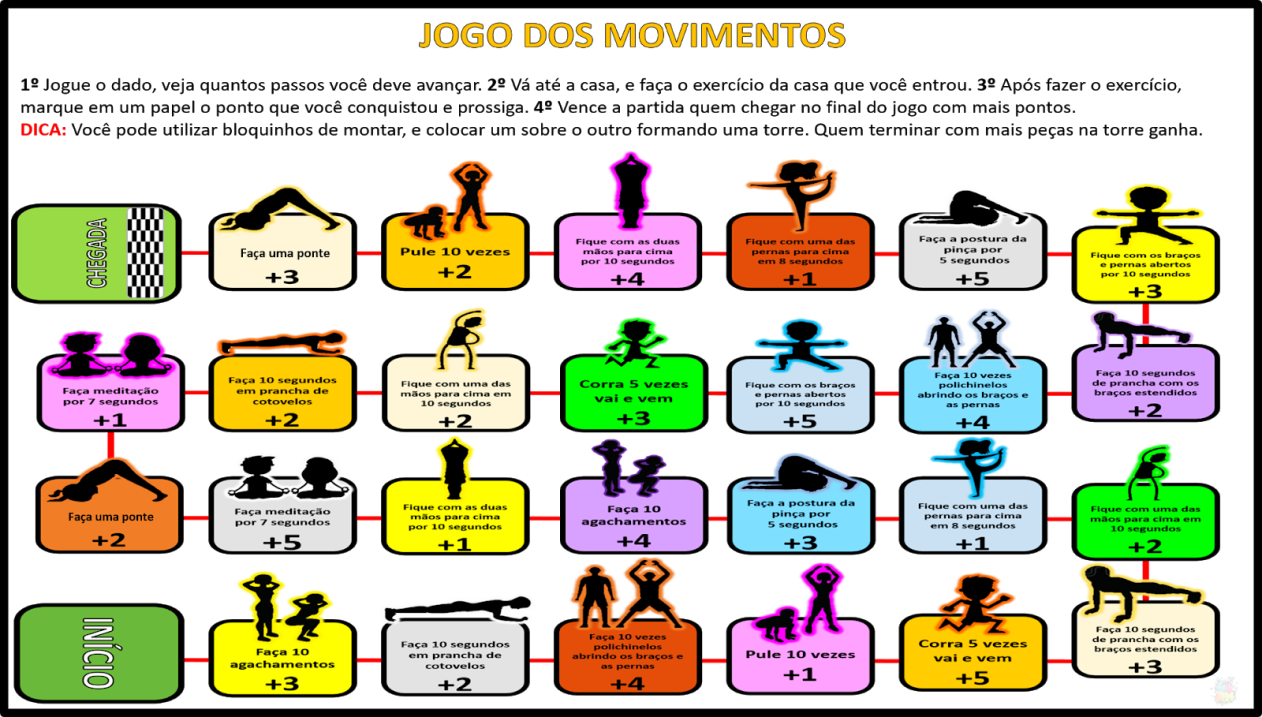 JOGO DOS MOVIMENTOS
1º Jogue o dado, veja quantos passos você deve avançar. 2º Vá até a casa, e faça o exercício da casa que você entrou. 3º Após fazer o exercício,
marque em um papel o ponto que você conquistou e prossiga. 4º Vence a partida quem chegar no final do jogo com mais pontos.
DICA: Você pode utilizar bloquinhos de montar, e colocar um sobre o outro formando uma torre. Quem terminar com mais peças na torre ganha.
CHEGADA
Faça uma ponte
+3
Pule 10 vezes
+2
Fique com as duas
mãos para cima
por 10 segundos
+4
Fique com uma das
pernas para cima
em 8 segundos
+1
Faça a postura da
pinça por
5 segundos
+5
Fique com os braços
e pernas abertos
por 10 segundos
+3
Faça meditação
por 7 segundos
+1
Faça 10 segundos
em prancha de
cotovelos
+2
Fique com uma das
mãos para cima em
10 segundos
+2
Corra 5 vezes
vai e vem
+3
Fique com os braços
e pernas abertos
por 10 segundos
+5
Faça 10 vezes
polichinelos
abrindo os braços e
as pernas
+4
Faça 10 segundos
de prancha com os
braços estendidos
+2
Faça uma ponte
+2
Faça meditação
por 7 segundos
+5
Fique com as duas
mãos para cima
por 10 segundos
+1
Faça 10
agachamentos
+4
Faça a postura da
pinça por
5 segundos
+3
Fique com uma das
pernas para cima
em 8 segundos
+1
Fique com uma das
mãos para cima em
10 segundos
+2
INÍCIO
Faça 10
agachamentos
+3
Faça 10 segundos
em prancha de
cotovelos
+2
Faça 10 vezes
polichinelos
abrindo os braços e
as pernas
+4
Pule 10 vezes
+1
Corra 5 vezes
vai e vem
+5
Faça 10 segundos
de prancha com os
braços estendidos
+3